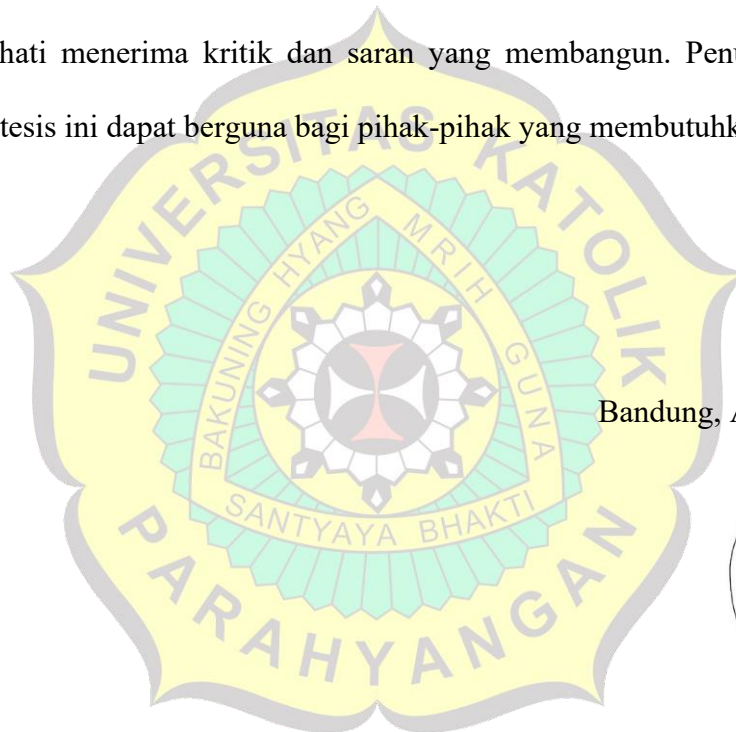 hati menerima kritik dan saran yang membangun. Penu
tesis ini dapat berguna bagi pihak-pihak yang membutuhk
UNIVERSITAS KATOLIK
BAKUNING HYANG MRIH GUNA
SANTYAYA BHAKTI
PARAHYANGAN
Bandung, A